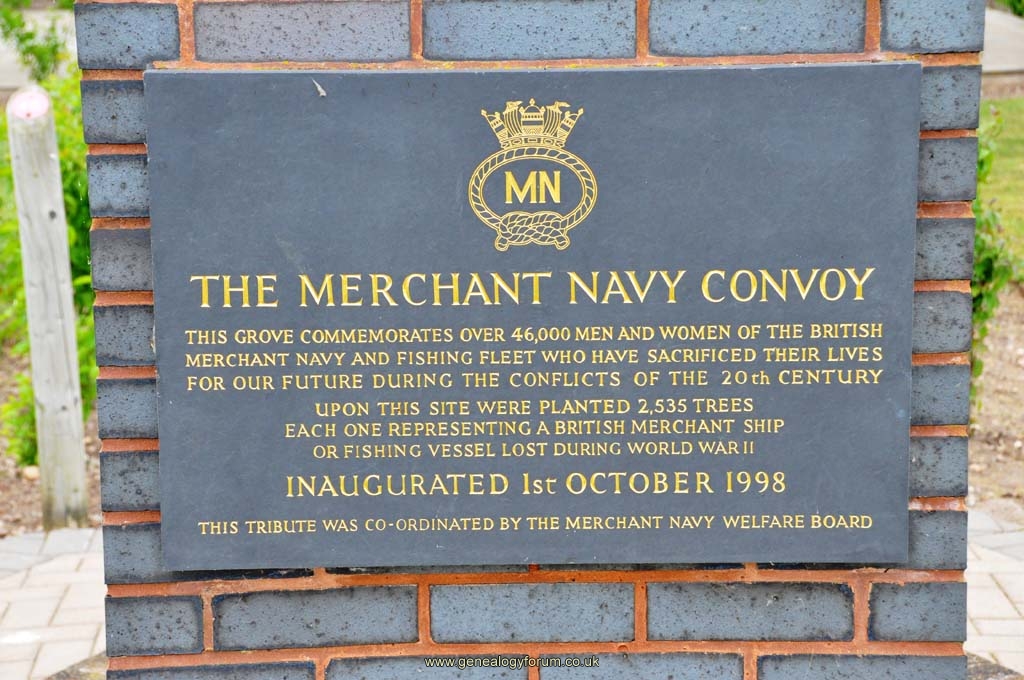 MN
THE MERCHANT NAVY CONVOY
THIS GROVE COMMEMORATES OVER 46,000 MEN AND WOMEN OF THE BRITISH
MERCHANT NAVY AND FISHING FLEET WHO HAVE SACRIFICED THEIR LIVES
FOR OUR FUTURE DURING THE CONFLICTS OF THE 20th CENTURY
UPON THIS SITE WERE PLANTED 2,535 TREES
EACH ONE REPRESENTING A BRITISH MERCHANT SHIP
OR FISHING VESSEL LOST DURING WORLD WAR II
INAUGURATED 1st OCTOBER 1998
THIS TRIBUTE WAS CO-ORDINATED BY THE MERCHANT NAVY WELFARE BOARD
www.genealogyforum.co.uk